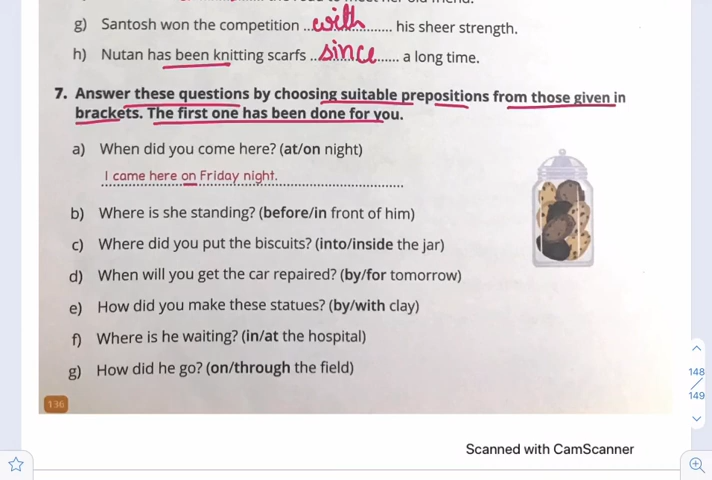 g) Santosh won the competition ..with.......... his sheer strength.
h) Nutan has been knitting scarfs ..since...... a long time.
7. Answer these questions by choosing suitable prepositions from those given in
brackets. The first one has been done for you.
a) When did you come here? (at/on night)
I came here on Friday night.
b) Where is she standing? (before/in front of him)
c) Where did you put the biscuits? (into/inside the jar)
d) When will you get the car repaired? (by/for tomorrow)
e) How did you make these statues? (by/with clay)
f) Where is he waiting? (in/at the hospital)
g) How did he go? (on/through the field)
136
148
149
Scanned with CamScanner